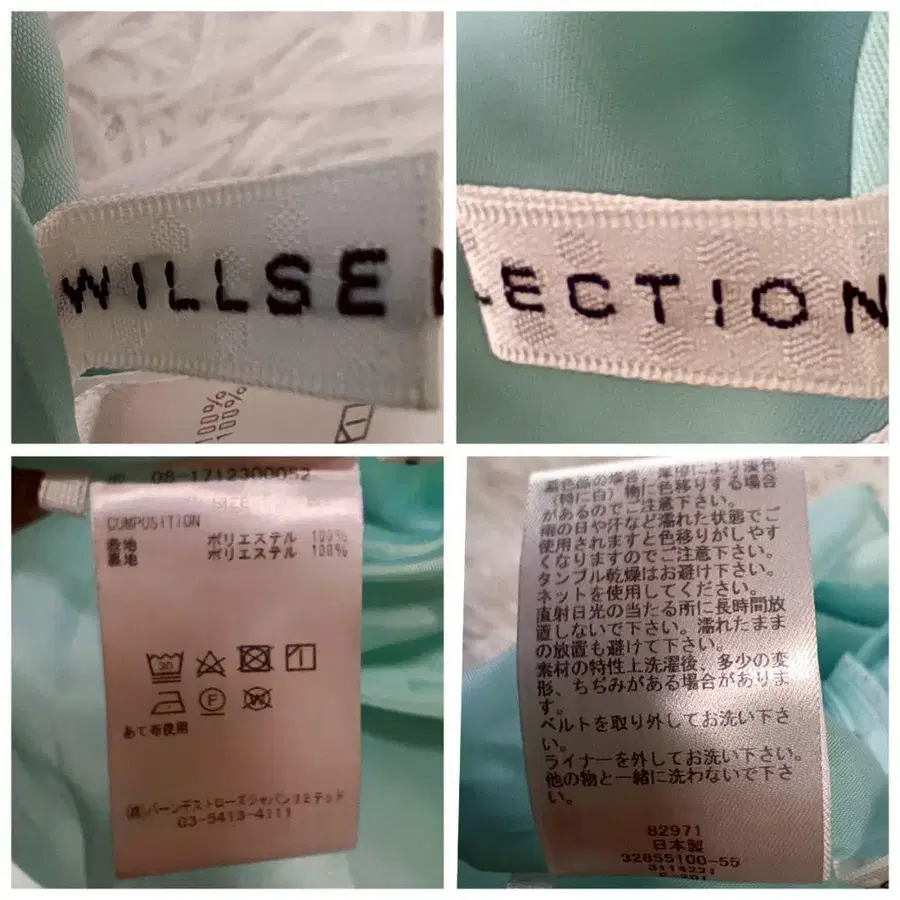 WILLSE
LECTION
100%
100%
NO 08-1712300052
SIZE
COMPOSITION
表地 ポリエステル 100%
裏地 ポリエステル 100%
30
F
W
あて布使用
(株)バーンデストローズジャパンリミテッド
03-5413-4111
濃色品の場合、摩擦により淡色
(特に白)物に色移りする場合
があるのでご注意下さい。
雨の日や汗など濡れた状態でご
使用されますと色移りがしやす
くなりますのでご注意下さい。
タンブル乾燥はお避け下さい。
ネットを使用してください。
直射日光の当たる所に長時間放
置しないで下さい。濡れたまま
の放置も避けて下さい。
素材の特性上洗濯後、多少の変
形、ちぢみがある場合がありま
す。
ベルトを取り外してお洗い下さ
い。
ライナーを外してお洗い下さい。
他の物と一緒に洗わないで下さ
い。
82971
日本製
32855100-55